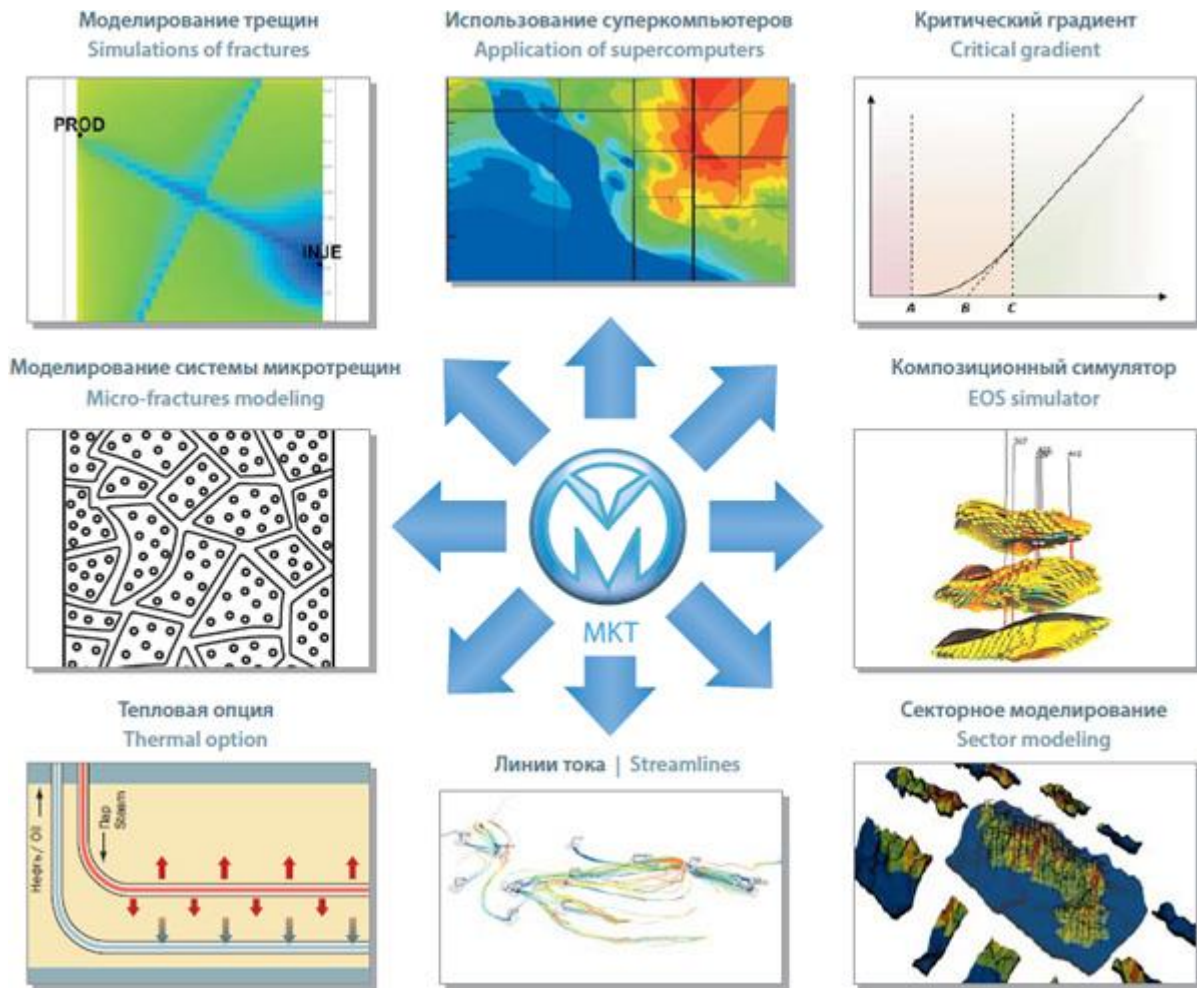 Моделирование трещин
Simulations of fractures
Использование суперкомпьютеров
Application of supercomputers
Критический градиент
Critical gradient
PROD
INJE
A B C
Моделирование системы микротрещин
Micro-fractures modeling
Композиционный симулятор
EOS simulator
МКТ
Тепловая опция
Thermal option
Нефть / Oil
Пар
Steam
Линии тока | Streamlines
Секторное моделирование
Sector modeling